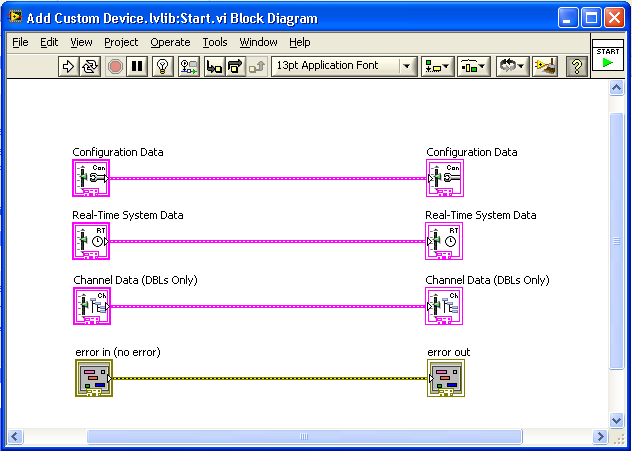 Add Custom Device.lvlib:Start.vi Block Diagram
File Edit View Project Operate Tools Window Help
START
13pt Application Font
Configuration Data Configuration Data
Con Con
Real-Time System Data Real-Time System Data
RT RT
Channel Data (DBLs Only) Channel Data (DBLs Only)
Ch Ch
error in (no error) error out